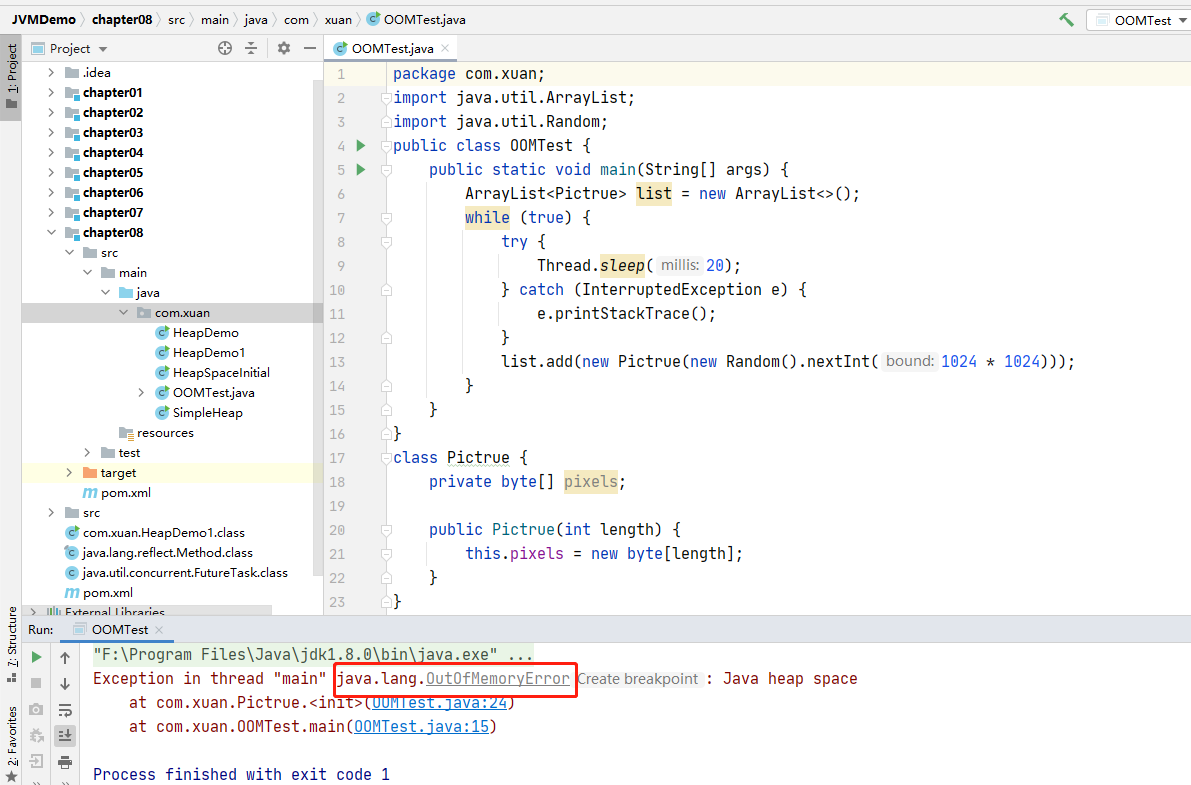 JVMDemo chapter08 src main java com xuan OOMTest.java OOMTest
1: Project
Project
OOMTest.java
.idea
chapter01
chapter02
chapter03
chapter04
chapter05
chapter06
chapter07
chapter08
src
main
java
com.xuan
HeapDemo
HeapDemo1
HeapSpaceInitial
OOMTest.java
SimpleHeap
resources
test
target
pom.xml
src
com.xuan.HeapDemo1.class
java.lang.reflect.Method.class
java.util.concurrent.FutureTask.class
pom.xml
External Libraries
1 package com.xuan;
2 import java.util.ArrayList;
3 import java.util.Random;
4 public class OOMTest {
5 public static void main(String[] args) {
6 ArrayList<Pictrue> list = new ArrayList<>();
7 while (true) {
8 try {
9 Thread.sleep( millis: 20);
10 } catch (InterruptedException e) {
11 e.printStackTrace();
12 }
13 list.add(new Pictrue(new Random().nextInt( bound: 1024 * 1024)));
14 }
15 }
16 }
17 class Pictrue {
18 private byte[] pixels;
19
20 public Pictrue(int length) {
21 this.pixels = new byte[length];
22 }
23 }
Z: Structure
2: Favorites
Run: OOMTest
"F:\Program Files\Java\jdk1.8.0\bin\java.exe" ...
Exception in thread "main" java.lang.OutOfMemoryError Create breakpoint : Java heap space
at com.xuan.Pictrue.<init>(OOMTest.java:24)
at com.xuan.OOMTest.main(OOMTest.java:15)
Process finished with exit code 1